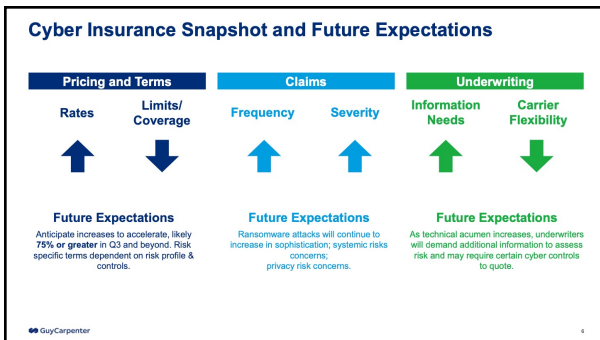 Cyber Insurance Snapshot and Future Expectations
Pricing and Terms
Rates
Limits/
Coverage
Future Expectations
Anticipate increases to accelerate, likely
75% or greater in Q3 and beyond. Risk
specific terms dependent on risk profile &
controls.
Claims
Frequency
Severity
Future Expectations
Ransomware attacks will continue to
increase in sophistication; systemic risks
concerns;
privacy risk concerns.
Underwriting
Information
Needs
Carrier
Flexibility
Future Expectations
As technical acumen increases, underwriters
will demand additional information to assess
risk and may require certain cyber controls
to quote.
GuyCarpenter
6